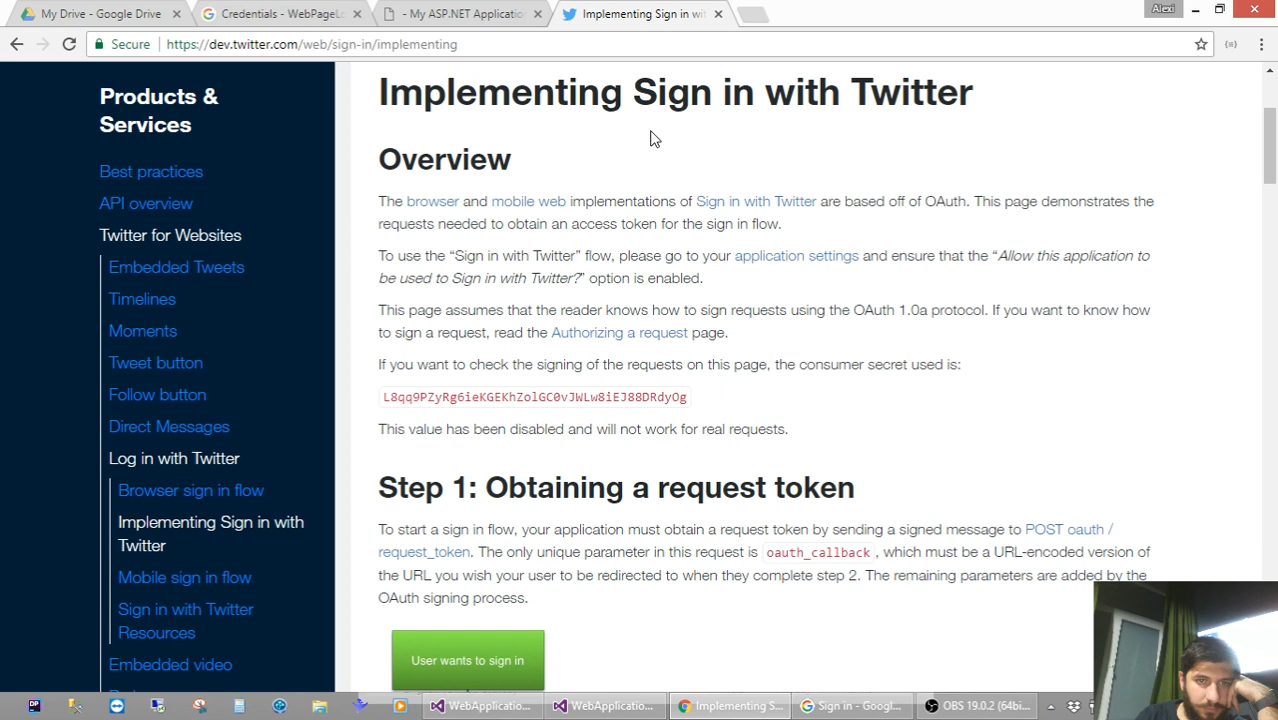 My Drive - Google Drive
Credentials - WebPageLo
- My ASP.NET Application
Implementing Sign in wit
Alexi
Secure
https://dev.twitter.com/web/sign-in/implementing
Products &
Services
Best practices
API overview
Twitter for Websites
Embedded Tweets
Timelines
Moments
Tweet button
Follow button
Direct Messages
Log in with Twitter
Browser sign in flow
Implementing Sign in with
Twitter
Mobile sign in flow
Sign in with Twitter
Resources
Embedded video
Implementing Sign in with Twitter
Overview
The browser and mobile web implementations of Sign in with Twitter are based off of OAuth. This page demonstrates the
requests needed to obtain an access token for the sign in flow.
To use the “Sign in with Twitter” flow, please go to your application settings and ensure that the “Allow this application to
be used to Sign in with Twitter?” option is enabled.
This page assumes that the reader knows how to sign requests using the OAuth 1.0a protocol. If you want to know how
to sign a request, read the Authorizing a request page.
If you want to check the signing of the requests on this page, the consumer secret used is:
L8qq9PZyRg6ieKGEKhZolGC0vJWLw8iEJ88DRdyOg
This value has been disabled and will not work for real requests.
Step 1: Obtaining a request token
To start a sign in flow, your application must obtain a request token by sending a signed message to POST oauth /
request_token. The only unique parameter in this request is oauth_callback, which must be a URL-encoded version of
the URL you wish your user to be redirected to when they complete step 2. The remaining parameters are added by the
OAuth signing process.
User wants to sign in
DP
WebApplicatio...
WebApplicatio...
Implementing S...
Sign in - Googl...
OBS 19.0.2 (64bi...